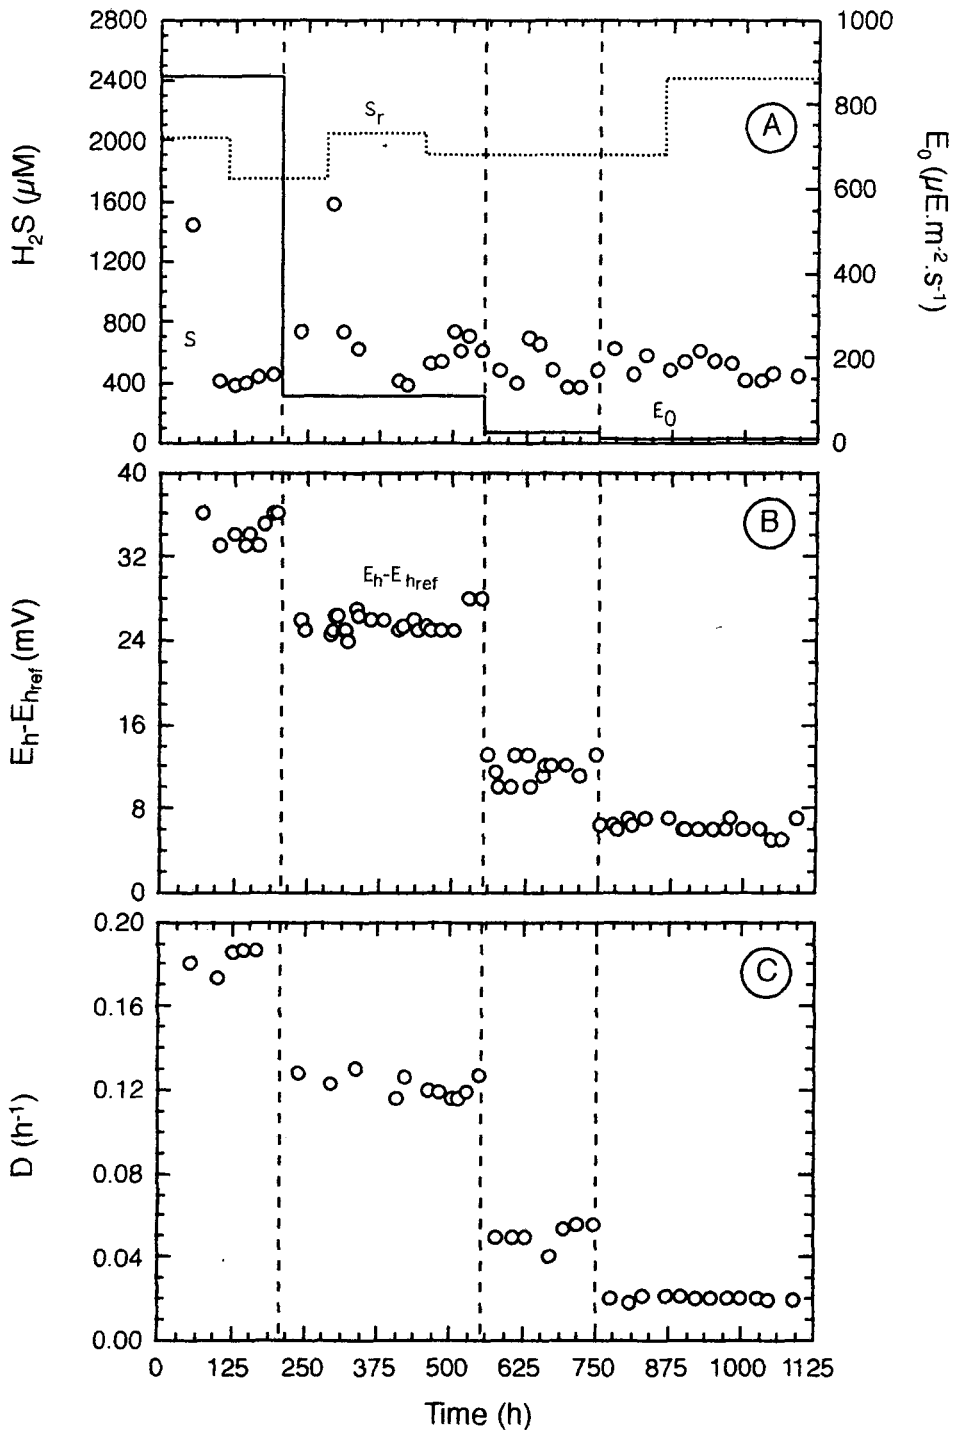 2800
2400
2000
1600
1200
800
400
0
H₂S (µM)
1000
800
600
400
200
0
E₀ (µE.m⁻².s⁻¹)
A
Sᵣ
S
E₀
40
32
24
16
8
0
Eₕ-Eₕᵣₑf (mV)
B
Eₕ-Eₕᵣₑf
0.20
0.16
0.12
0.08
0.04
0.00
D (h⁻¹)
C
0 125 250 375 500 625 750 875 1000 1125
Time (h)